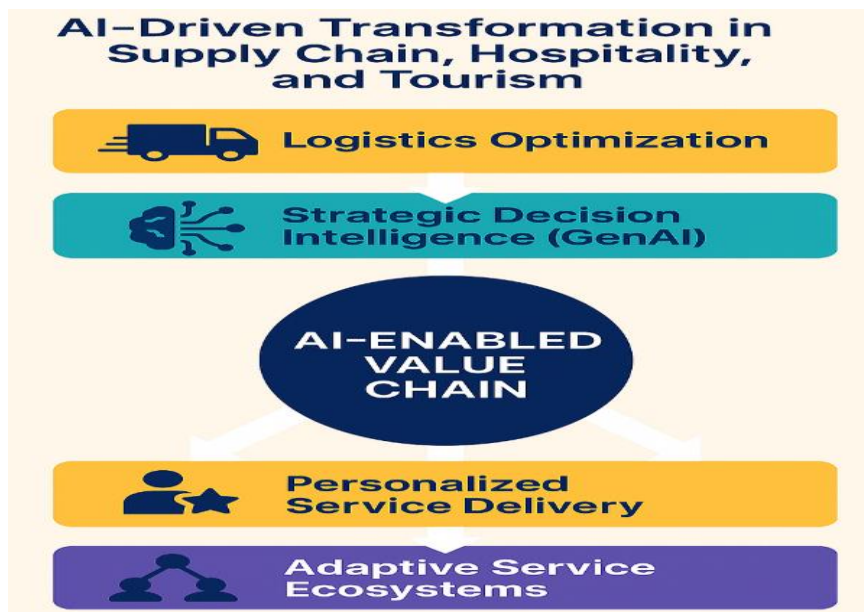 AI-Driven Transformation in
Supply Chain, Hospitality,
and Tourism
Logistics Optimization
Strategic Decision
Intelligence (GenAI)
AI-ENABLED
VALUE
CHAIN
Personalized
Service Delivery
Adaptive Service
Ecosystems